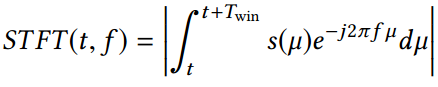 STFT(t, f) = |∫_t^{t+T_win} s(μ)e^{−j2πfμ}dμ|